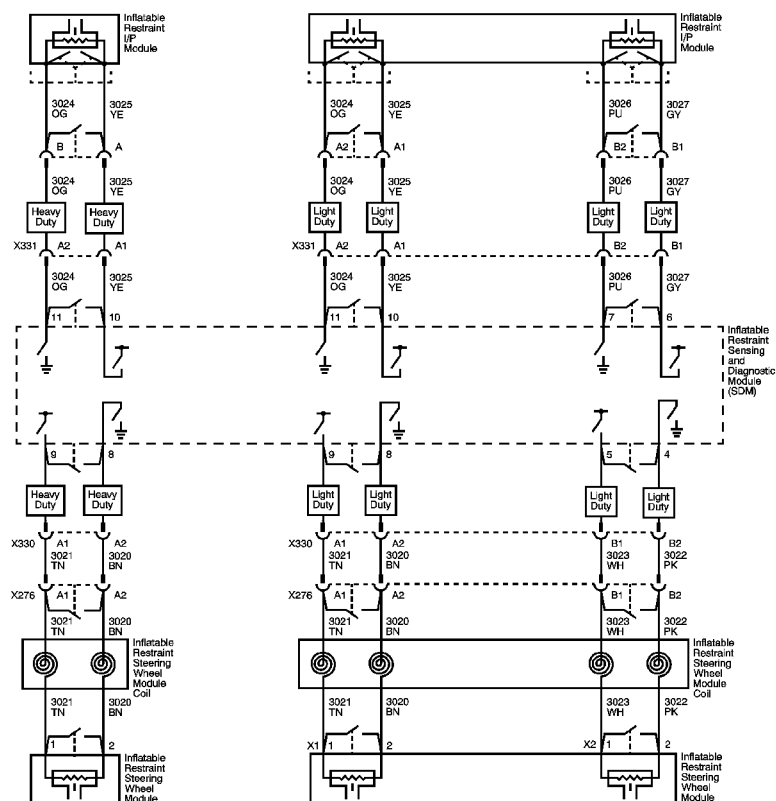 Inflatable
Restraint
I/P
Module
Inflatable
Restraint
I/P
Module
3024
OG
3025
YE
3024
OG
3025
YE
3026
PU
3027
GY
B
A
A2
A1
B2
B1
3024
OG
3025
YE
3024
OG
3025
YE
3026
PU
3027
GY
Heavy
Duty
Heavy
Duty
Light
Duty
Light
Duty
Light
Duty
Light
Duty
X331
A2
A1
X331
A2
A1
B2
B1
3024
OG
3025
YE
3024
OG
3025
YE
3026
PU
3027
GY
11
10
11
10
7
6
Inflatable
Restraint
Sensing
and
Diagnostic
Module
(SDM)
9
8
9
8
5
4
Heavy
Duty
Heavy
Duty
Light
Duty
Light
Duty
Light
Duty
Light
Duty
X330
A1
A2
X330
A1
A2
B1
B2
3021
TN
3020
BN
3021
TN
3020
BN
3023
WH
3022
PK
X276
A1
A2
X276
A1
A2
B1
B2
3021
TN
3020
BN
3021
TN
3020
BN
3023
WH
3022
PK
Inflatable
Restraint
Steering
Wheel
Module
Coil
Inflatable
Restraint
Steering
Wheel
Module
Coil
3021
TN
3020
BN
3021
TN
3020
BN
3023
WH
3022
PK
1
2
X1
1
2
X2
1
2
Inflatable
Restraint
Steering
Wheel
Module
Inflatable
Restraint
Steering
Wheel
Module